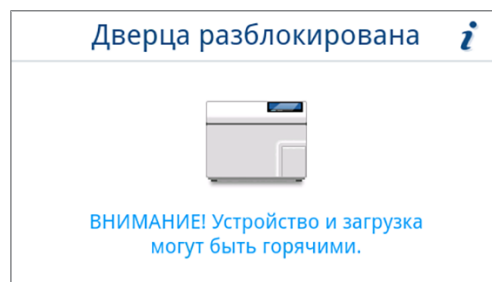 Дверца разблокирована i
ВНИМАНИЕ! Устройство и загрузка
могут быть горячими.